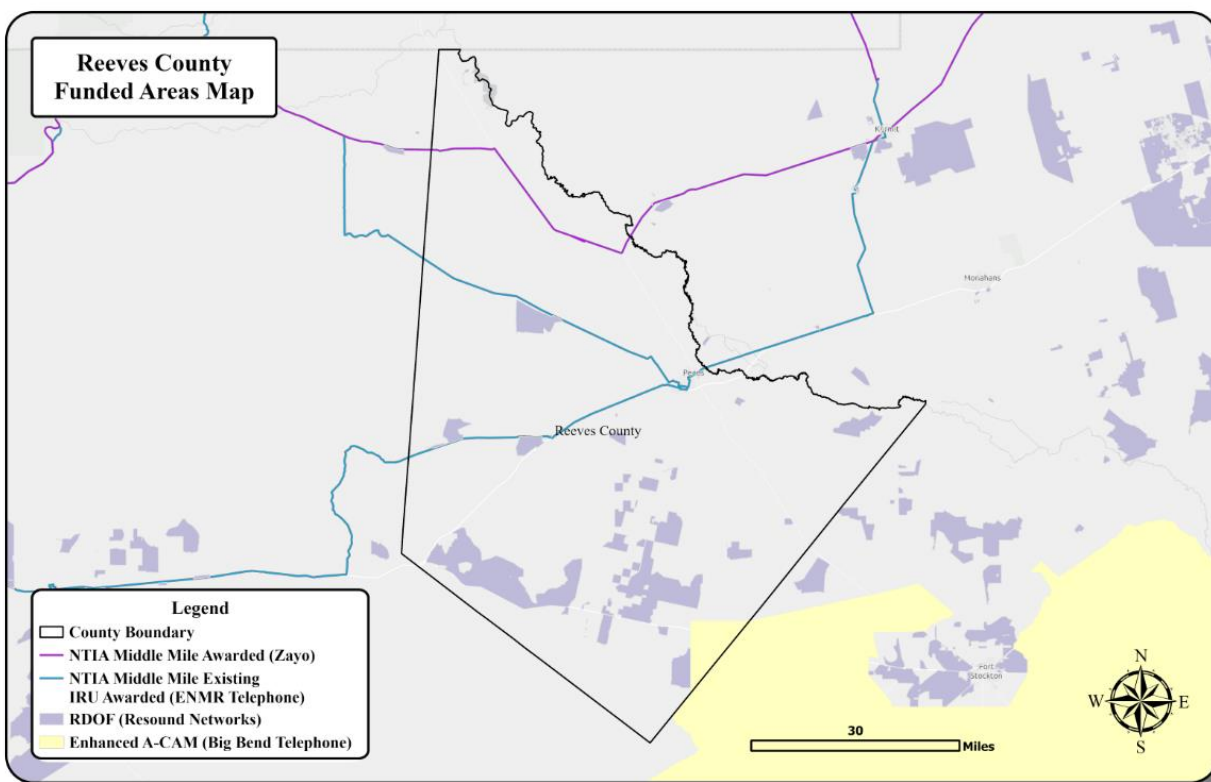 Reeves County
Funded Areas Map
Kermit
Monahans
Pecos
Reeves County
Fort
Stockton
Legend
County Boundary
NTIA Middle Mile Awarded (Zayo)
NTIA Middle Mile Existing
IRU Awarded (ENMR Telephone)
RDOF (Resound Networks)
Enhanced A-CAM (Big Bend Telephone)
30
Miles
N
W
E
S